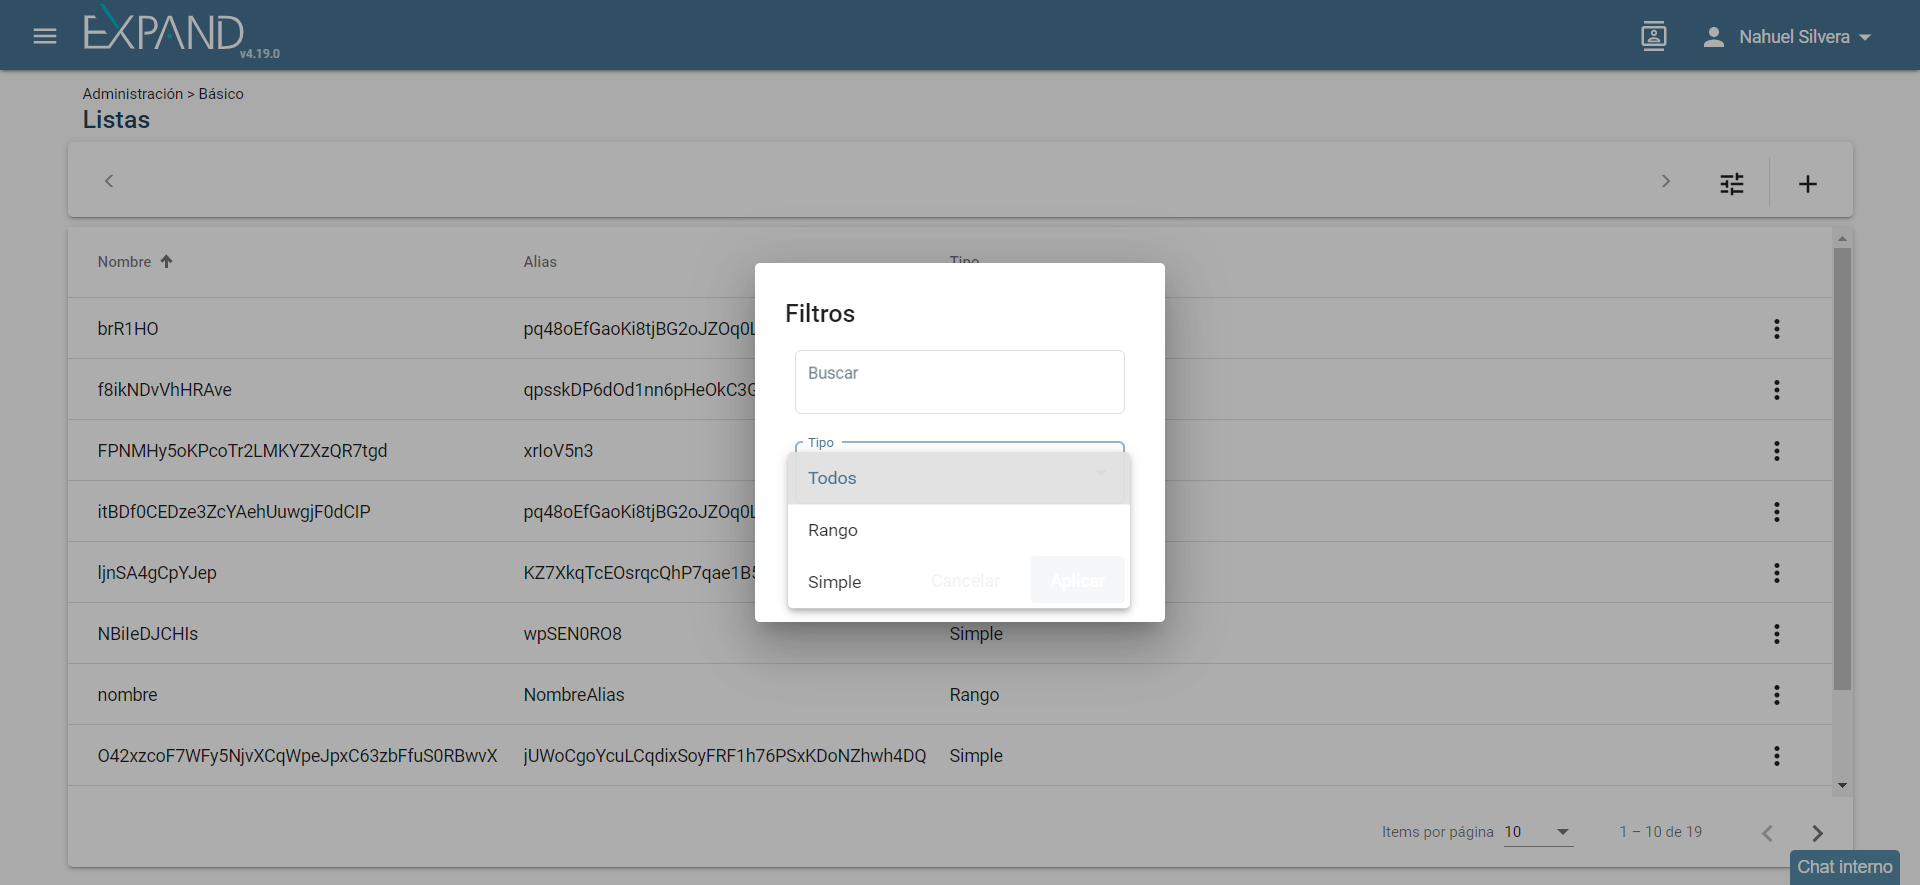 EXPAND
v4.19.0
Nahuel Silvera
Administración > Básico
Listas
Nombre Alias Tipo
brR1HO pq48oEfGaoKi8tjBG2oJZOq0L
f8ikNDvVhHRAve qpsskDP6dOd1nn6pHeOkC3G
FPNMHy5oKPcoTr2LMKYZXzQR7tgd xrIoV5n3
itBDf0CEDze3ZcYAehUuwgjF0dCIP pq48oEfGaoKi8tjBG2oJZOq0L
ljnSA4gCpYJep KZ7XkqTcEOsrqcQhP7qae1B5
NBiIeDJCHIs wpSEN0RO8 Simple
nombre NombreAlias Rango
O42xzcoF7WFy5NjvXCqWpeJpxC63zbFfuS0RBwvX jUWoCgoYcuLCqdixSoyFRF1h76PSxKDoNZhwh4DQ Simple
Filtros
Buscar
Tipo
Todos
Rango
Simple
Cancelar Aplicar
Items por página 10 1 – 10 de 19
Chat interno